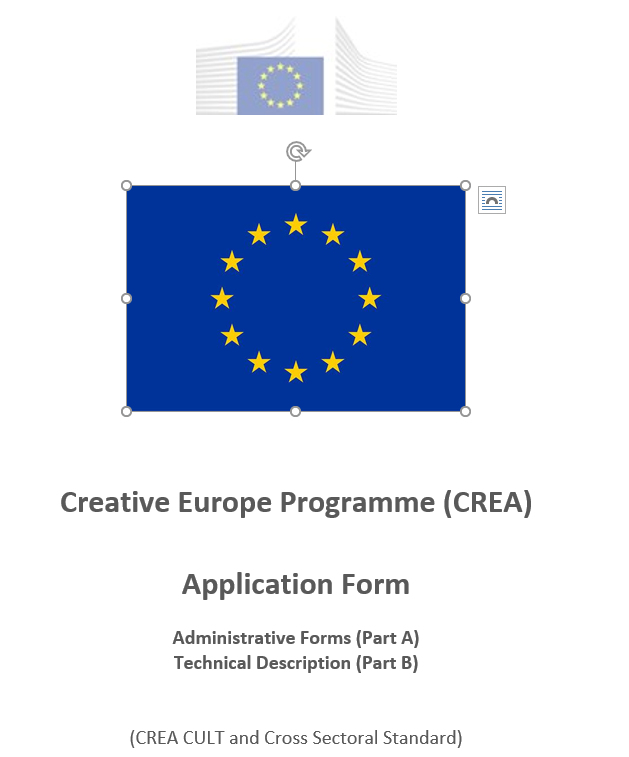 Creative Europe Programme (CREA)
Application Form
Administrative Forms (Part A)
Technical Description (Part B)
(CREA CULT and Cross Sectoral Standard)